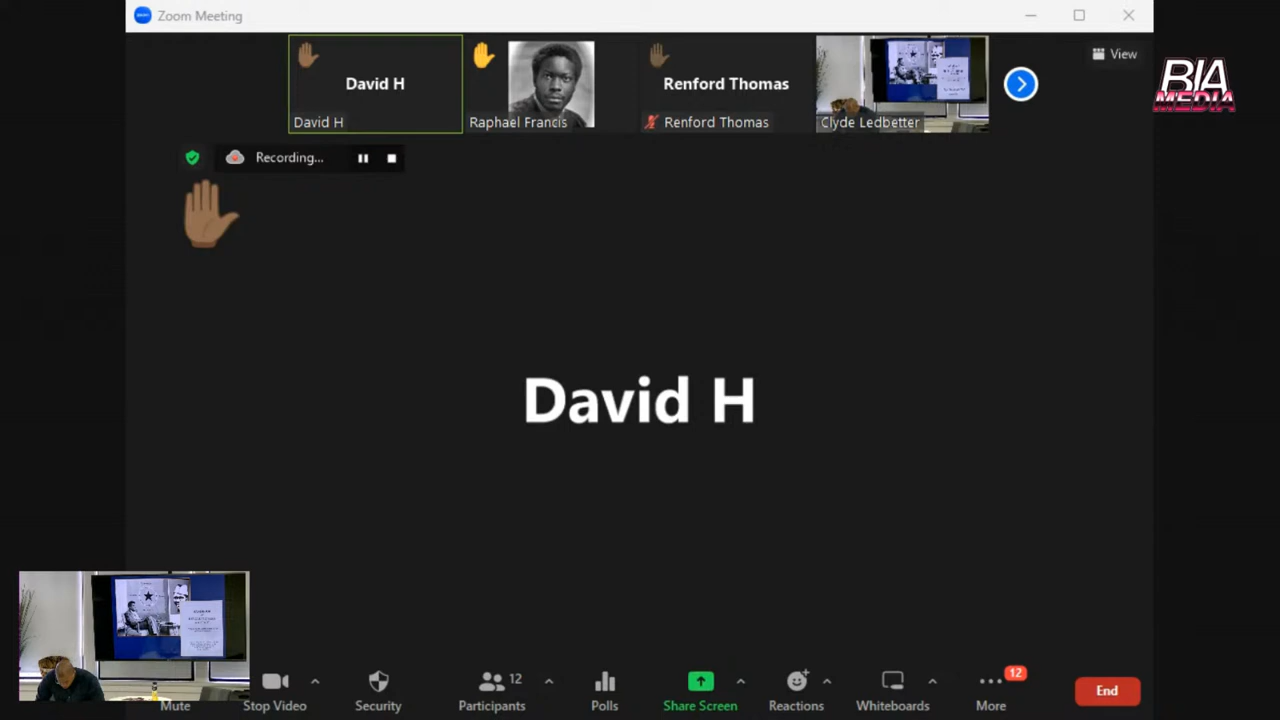 Zoom Meeting
zoom
View
BIA
MEDIA
David H
David H
Raphael Francis
Renford Thomas
Renford Thomas
Clyde Ledbetter
Recording...
David H
12
12
Mute
Stop Video
Security
Participants
Polls
Share Screen
Reactions
Whiteboards
More
End